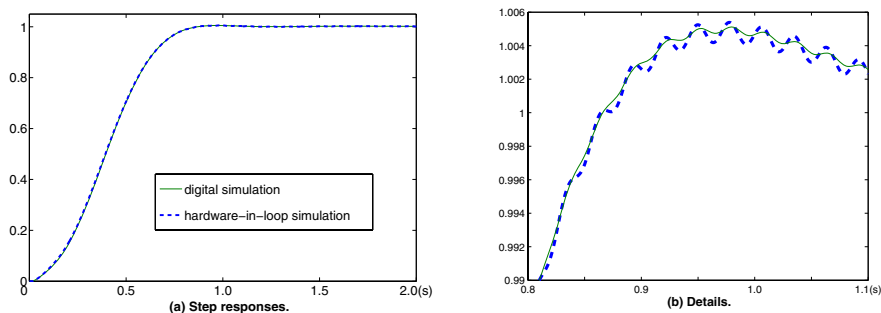 1
0.8
0.6
0.4
0.2
0
0 0.5 1.0 1.5 2.0(s)
digital simulation
hardware−in−loop simulation
(a) Step responses.
1.006
1.004
1.002
1
0.998
0.996
0.994
0.992
0.99
0.8 0.9 1.0 1.1(s)
(b) Details.